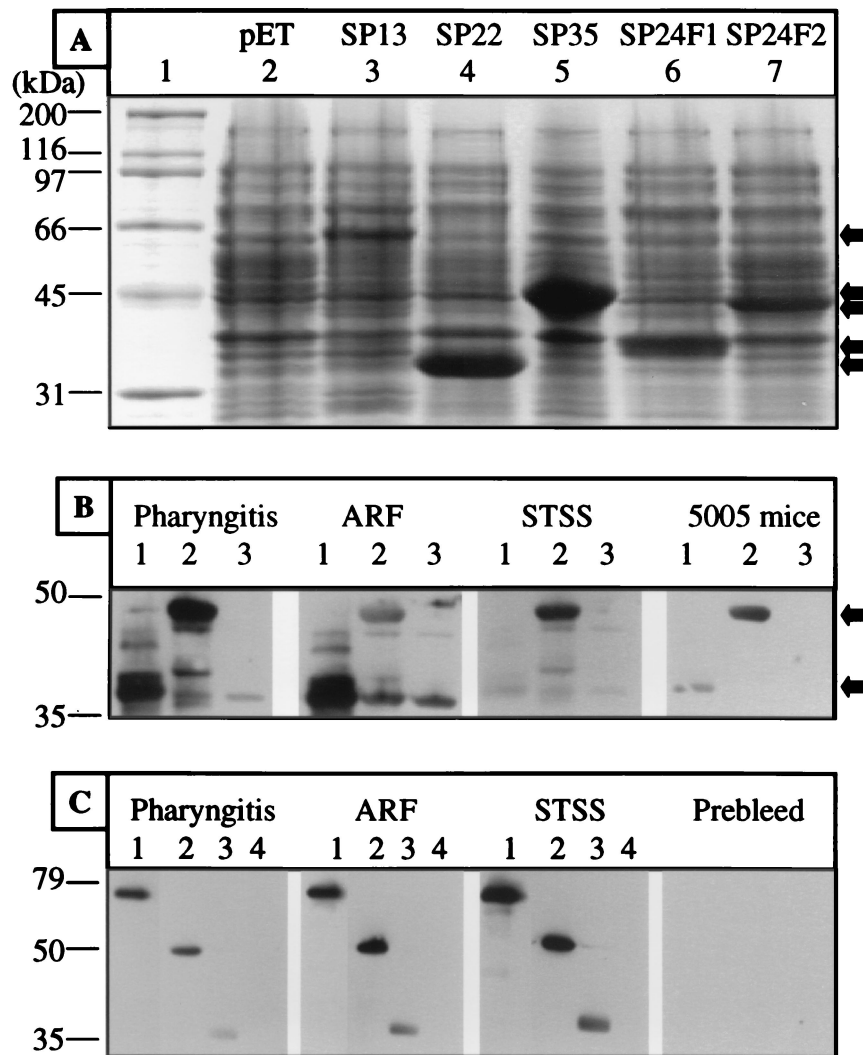 A
pET SP13 SP22 SP35 SP24F1 SP24F2
1 2 3 4 5 6 7
(kDa)
200
116
97
66
45
31
B
Pharyngitis ARF STSS 5005 mice
1 2 3 1 2 3 1 2 3 1 2 3
50
35
C
Pharyngitis ARF STSS Prebleed
1 2 3 4 1 2 3 4 1 2 3 4
79
50
35